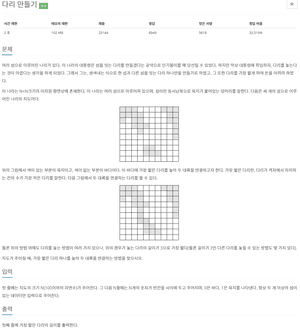 다리 만들기
시간 제한 메모리 제한 제출 정답 맞은 사람 정답 비율
2 초 192 MB
문제
여러 섬으로 이루어진 나라가 있다. 이 나라의 대통령은 섬을 잇는 다리를 만들겠다는 공약으로 인기몰이를 해 당선될 수 있었다. 하지만 막상 대통령에 취임하자, 다리를 놓는다
는 것이 아깝다는 생각을 하게 되었다. 그래서 그는, 생색내는 식으로 한 섬과 다른 섬을 잇는 다리 하나만을 만들기로 하였고, 그 또한 다리를 가장 짧게 하여 돈을 아끼려 하였
다.
이 나라는 N×N크기의 이차원 평면상에 존재한다. 이 나라는 여러 섬으로 이루어져 있으며, 섬이란 동서남북으로 육지가 붙어있는 덩어리를 말한다. 다음은 세 개의 섬으로 이루
어진 나라의 지도이다.
위의 그림에서 색이 있는 부분이 육지이고, 색이 없는 부분이 바다이다. 이 바다에 가장 짧은 다리를 놓아 두 대륙을 연결하고자 한다. 가장 짧은 다리란, 다리가 격자에서 차지하
는 칸의 수가 가장 작은 다리를 말한다. 다음 그림에서 두 대륙을 연결하는 다리를 볼 수 있다.
물론 위의 방법 외에도 다리를 놓는 방법이 여러 가지 있으나, 위의 경우가 놓는 다리의 길이가 3으로 가장 짧다(물론 길이가 3인 다른 다리를 놓을 수 있는 방법도 몇 가지 있다).
지도가 주어질 때, 가장 짧은 다리 하나를 놓아 두 대륙을 연결하는 방법을 찾으시오.
입력
첫 줄에는 지도의 크기 N(100이하의 자연수)가 주어진다. 그 다음 N줄에는 N개의 숫자가 빈칸을 사이에 두고 주어지며, 0은 바다, 1은 육지를 나타낸다. 항상 두 개 이상의 섬이
있는 데이터만 입력으로 주어진다.
출력
첫째 줄에 가장 짧은 다리의 길이를 출력한다.